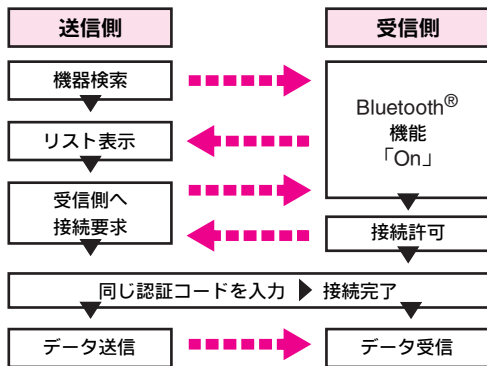 送信側
受信側
機器検索
Bluetooth®
機能
「On」
リスト表示
受信側へ
接続要求
接続許可
同じ認証コードを入力 ▶ 接続完了
データ送信
データ受信